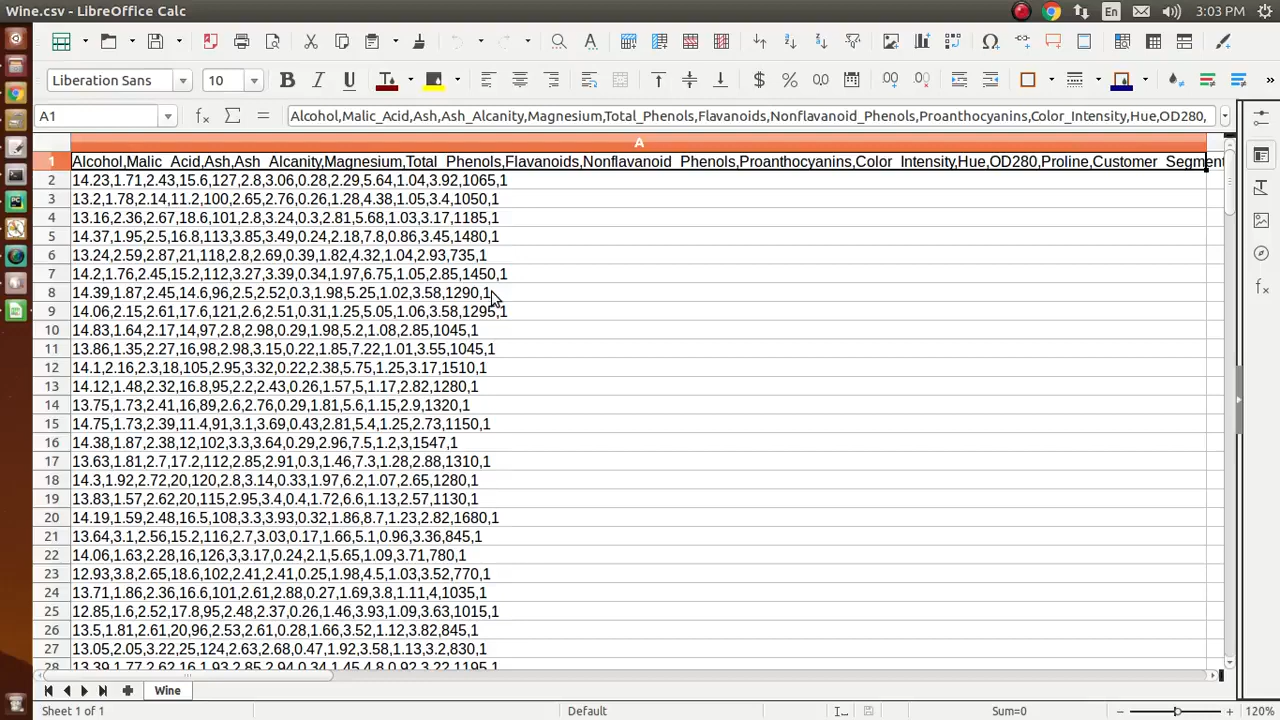 Wine.csv - LibreOffice Calc
En
3:03 PM
Liberation Sans
10
A1
Alcohol,Malic_Acid,Ash,Ash_Alcanity,Magnesium,Total_Phenols,Flavanoids,Nonflavanoid_Phenols,Proanthocyanins,Color_Intensity,Hue,OD280,
A
1 Alcohol,Malic_Acid,Ash,Ash_Alcanity,Magnesium,Total_Phenols,Flavanoids,Nonflavanoid_Phenols,Proanthocyanins,Color_Intensity,Hue,OD280,Proline,Customer_Segment
2 14.23,1.71,2.43,15.6,127,2.8,3.06,0.28,2.29,5.64,1.04,3.92,1065,1
3 13.2,1.78,2.14,11.2,100,2.65,2.76,0.26,1.28,4.38,1.05,3.4,1050,1
4 13.16,2.36,2.67,18.6,101,2.8,3.24,0.3,2.81,5.68,1.03,3.17,1185,1
5 14.37,1.95,2.5,16.8,113,3.85,3.49,0.24,2.18,7.8,0.86,3.45,1480,1
6 13.24,2.59,2.87,21,118,2.8,2.69,0.39,1.82,4.32,1.04,2.93,735,1
7 14.2,1.76,2.45,15.2,112,3.27,3.39,0.34,1.97,6.75,1.05,2.85,1450,1
8 14.39,1.87,2.45,14.6,96,2.5,2.52,0.3,1.98,5.25,1.02,3.58,1290,1
9 14.06,2.15,2.61,17.6,121,2.6,2.51,0.31,1.25,5.05,1.06,3.58,1295,1
10 14.83,1.64,2.17,14,97,2.8,2.98,0.29,1.98,5.2,1.08,2.85,1045,1
11 13.86,1.35,2.27,16,98,2.98,3.15,0.22,1.85,7.22,1.01,3.55,1045,1
12 14.1,2.16,2.3,18,105,2.95,3.32,0.22,2.38,5.75,1.25,3.17,1510,1
13 14.12,1.48,2.32,16.8,95,2.2,2.43,0.26,1.57,5,1.17,2.82,1280,1
14 13.75,1.73,2.41,16,89,2.6,2.76,0.29,1.81,5.6,1.15,2.9,1320,1
15 14.75,1.73,2.39,11.4,91,3.1,3.69,0.43,2.81,5.4,1.25,2.73,1150,1
16 14.38,1.87,2.38,12,102,3.3,3.64,0.29,2.96,7.5,1.2,3,1547,1
17 13.63,1.81,2.7,17.2,112,2.85,2.91,0.3,1.46,7.3,1.28,2.88,1310,1
18 14.3,1.92,2.72,20,120,2.8,3.14,0.33,1.97,6.2,1.07,2.65,1280,1
19 13.83,1.57,2.62,20,115,2.95,3.4,0.4,1.72,6.6,1.13,2.57,1130,1
20 14.19,1.59,2.48,16.5,108,3.3,3.93,0.32,1.86,8.7,1.23,2.82,1680,1
21 13.64,3.1,2.56,15.2,116,2.7,3.03,0.17,1.66,5.1,0.96,3.36,845,1
22 14.06,1.63,2.28,16,126,3,3.17,0.24,2.1,5.65,1.09,3.71,780,1
23 12.93,3.8,2.65,18.6,102,2.41,2.41,0.25,1.98,4.5,1.03,3.52,770,1
24 13.71,1.86,2.36,16.6,101,2.61,2.88,0.27,1.69,3.8,1.11,4,1035,1
25 12.85,1.6,2.52,17.8,95,2.48,2.37,0.26,1.46,3.93,1.09,3.63,1015,1
26 13.5,1.81,2.61,20,96,2.53,2.61,0.28,1.66,3.52,1.12,3.82,845,1
27 13.05,2.05,3.22,25,124,2.63,2.68,0.47,1.92,3.58,1.13,3.2,830,1
28 13.39,1.77,2.62,16.1,93,2.85,2.94,0.34,1.45,4.8,0.92,3.22,1195,1
Wine
Sheet 1 of 1
Default
Sum=0
120%